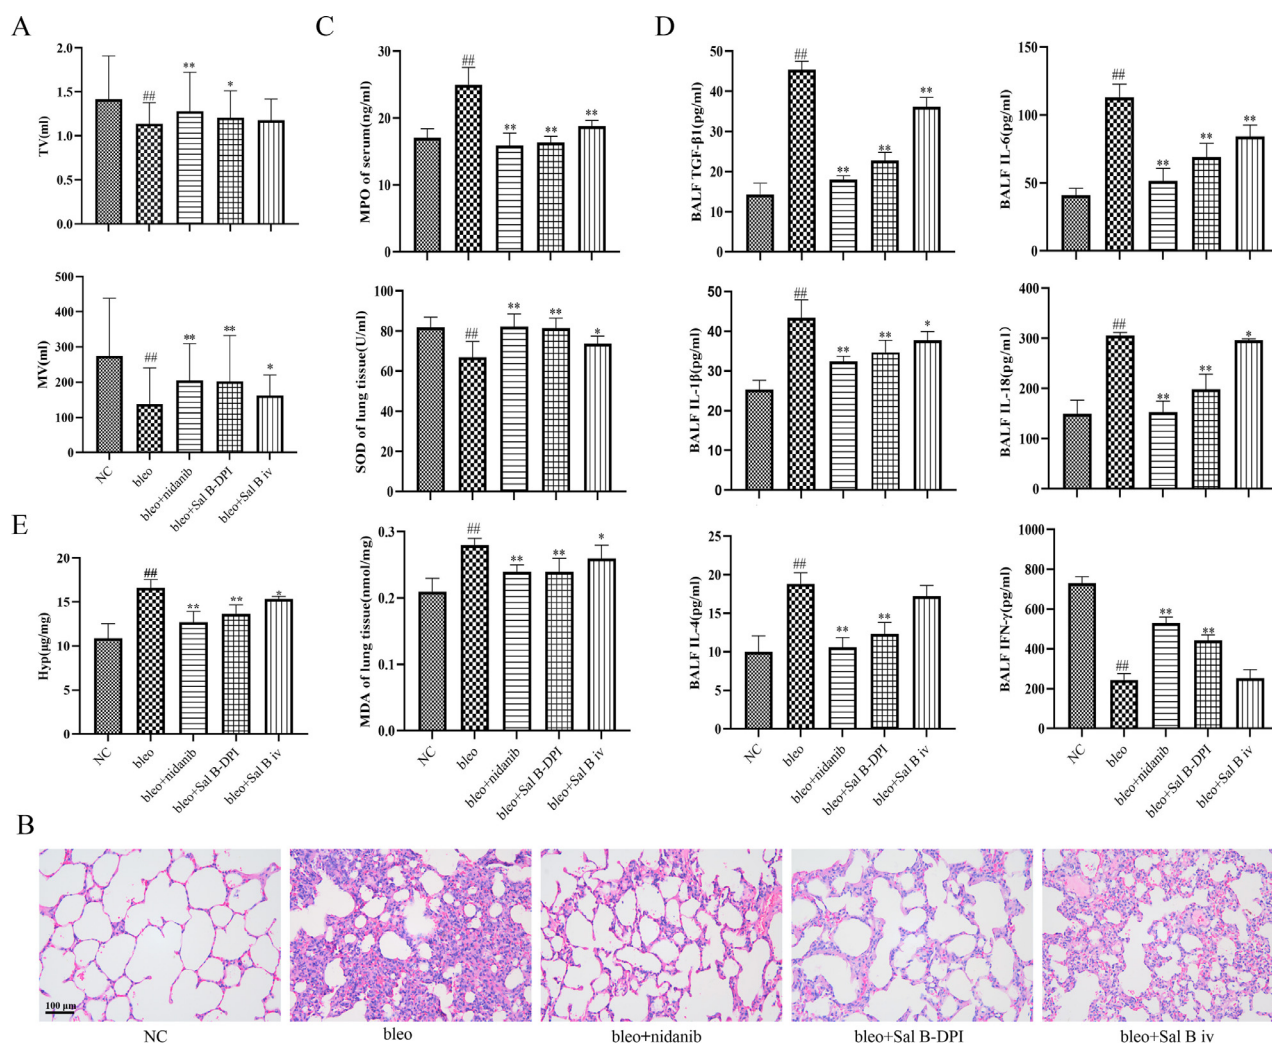 A
2.0
1.5
1.0
0.5
0.0
TV(ml)
##
**
*
500
400
300
200
100
0
MV(ml)
##
**
**
*
NC
bleo
bleo+nidanib
bleo+Sal B-DPI
bleo+Sal B iv
E
20
15
10
5
0
Hyp(μg/mg)
##
**
**
*
NC
bleo
bleo+nidanib
bleo+Sal B-DPI
bleo+Sal B iv
C
30
20
10
0
MPO of serum(ng/ml)
##
**
**
**
100
80
60
40
20
0
SOD of lung tissue(U/ml)
##
**
**
*
0.3
0.2
0.1
0.0
MDA of lung tissue(nmol/mg)
##
**
**
*
NC
bleo
bleo+nidanib
bleo+Sal B-DPI
bleo+Sal B iv
D
50
40
30
20
10
0
BALF TGF-β1(pg/ml)
##
**
**
**
150
100
50
0
BALF IL-6(pg/ml)
##
**
**
**
50
40
30
20
10
0
BALF IL-1β(pg/ml)
##
**
**
*
400
300
200
100
0
BALF IL-18(pg/ml)
##
**
**
*
25
20
15
10
5
0
BALF IL-4(pg/ml)
##
**
**
NC
bleo
bleo+nidanib
bleo+Sal B-DPI
bleo+Sal B iv
1000
800
600
400
200
0
BALF IFN-γ(pg/ml)
##
**
**
NC
bleo
bleo+nidanib
bleo+Sal B-DPI
bleo+Sal B iv
B
100 μm
NC
bleo
bleo+nidanib
bleo+Sal B-DPI
bleo+Sal B iv